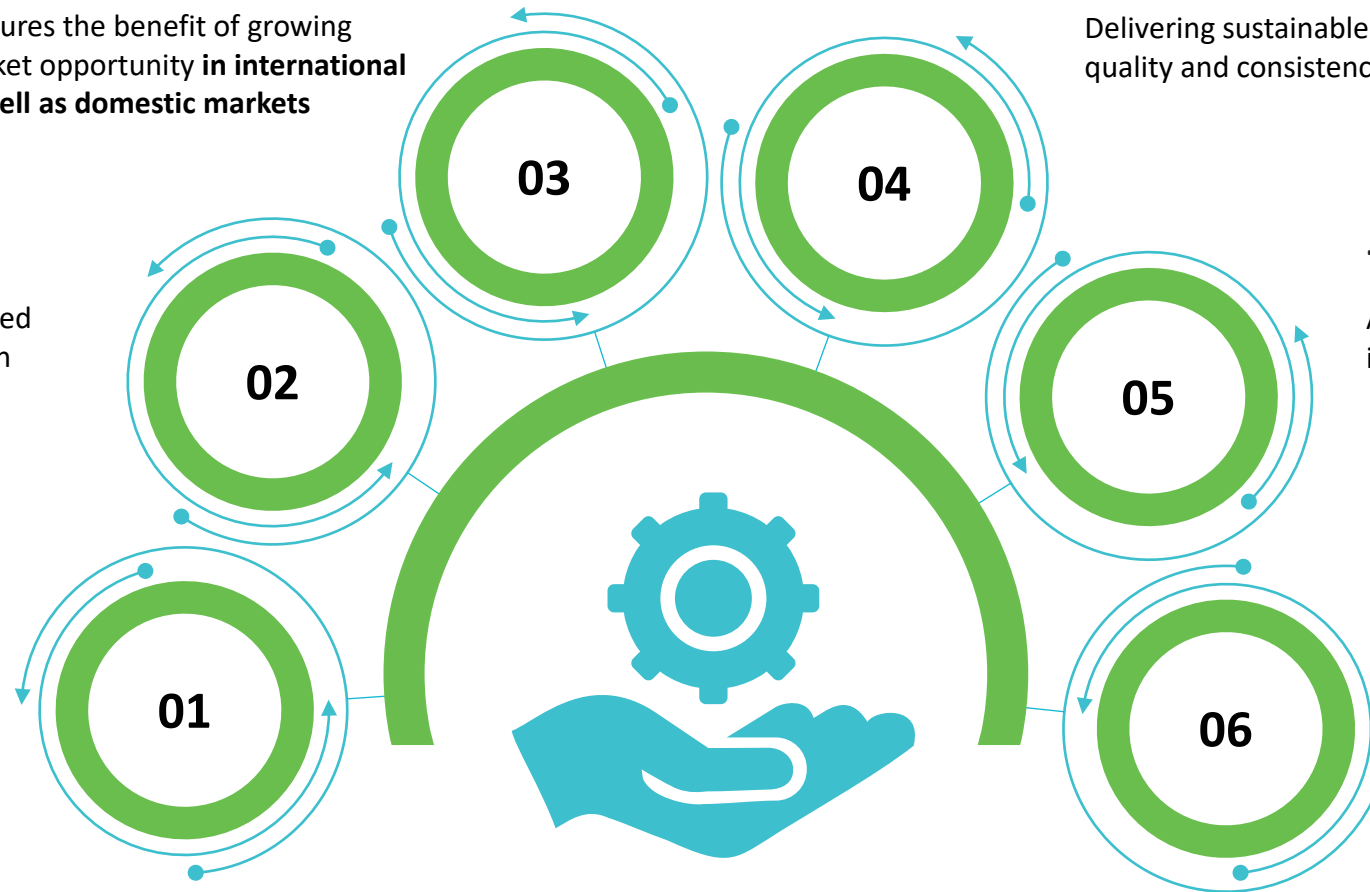 ures the benefit of growing
ket opportunity in international
ell as domestic markets
Delivering sustainable
quality and consistenc
03
04
ed
n
02
05
01
06